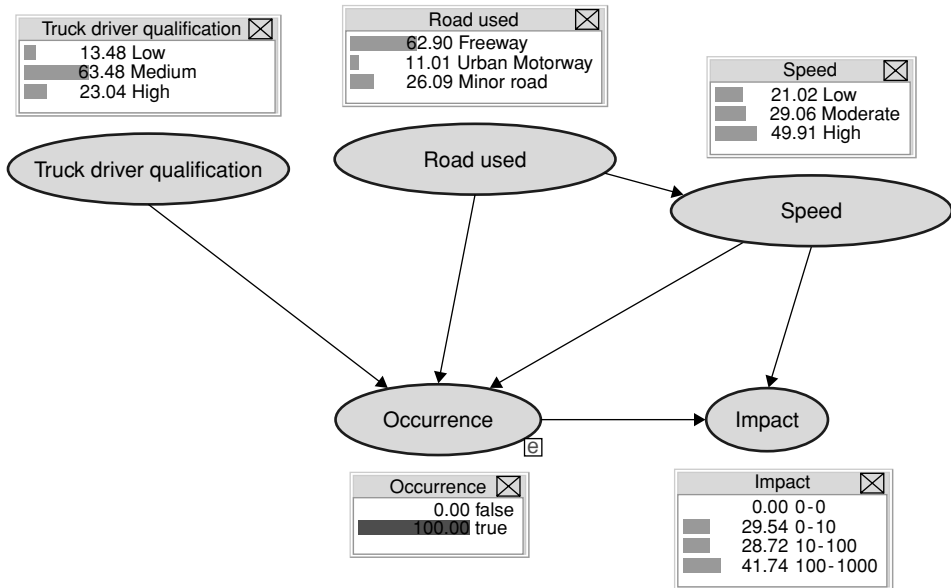 Truck driver qualification
13.48 Low
63.48 Medium
23.04 High
Road used
62.90 Freeway
11.01 Urban Motorway
26.09 Minor road
Speed
21.02 Low
29.06 Moderate
49.91 High
Truck driver qualification
Road used
Speed
Occurrence
e
Impact
Occurrence
0.00 false
100.00 true
Impact
0.00 0-0
29.54 0-10
28.72 10-100
41.74 100-1000